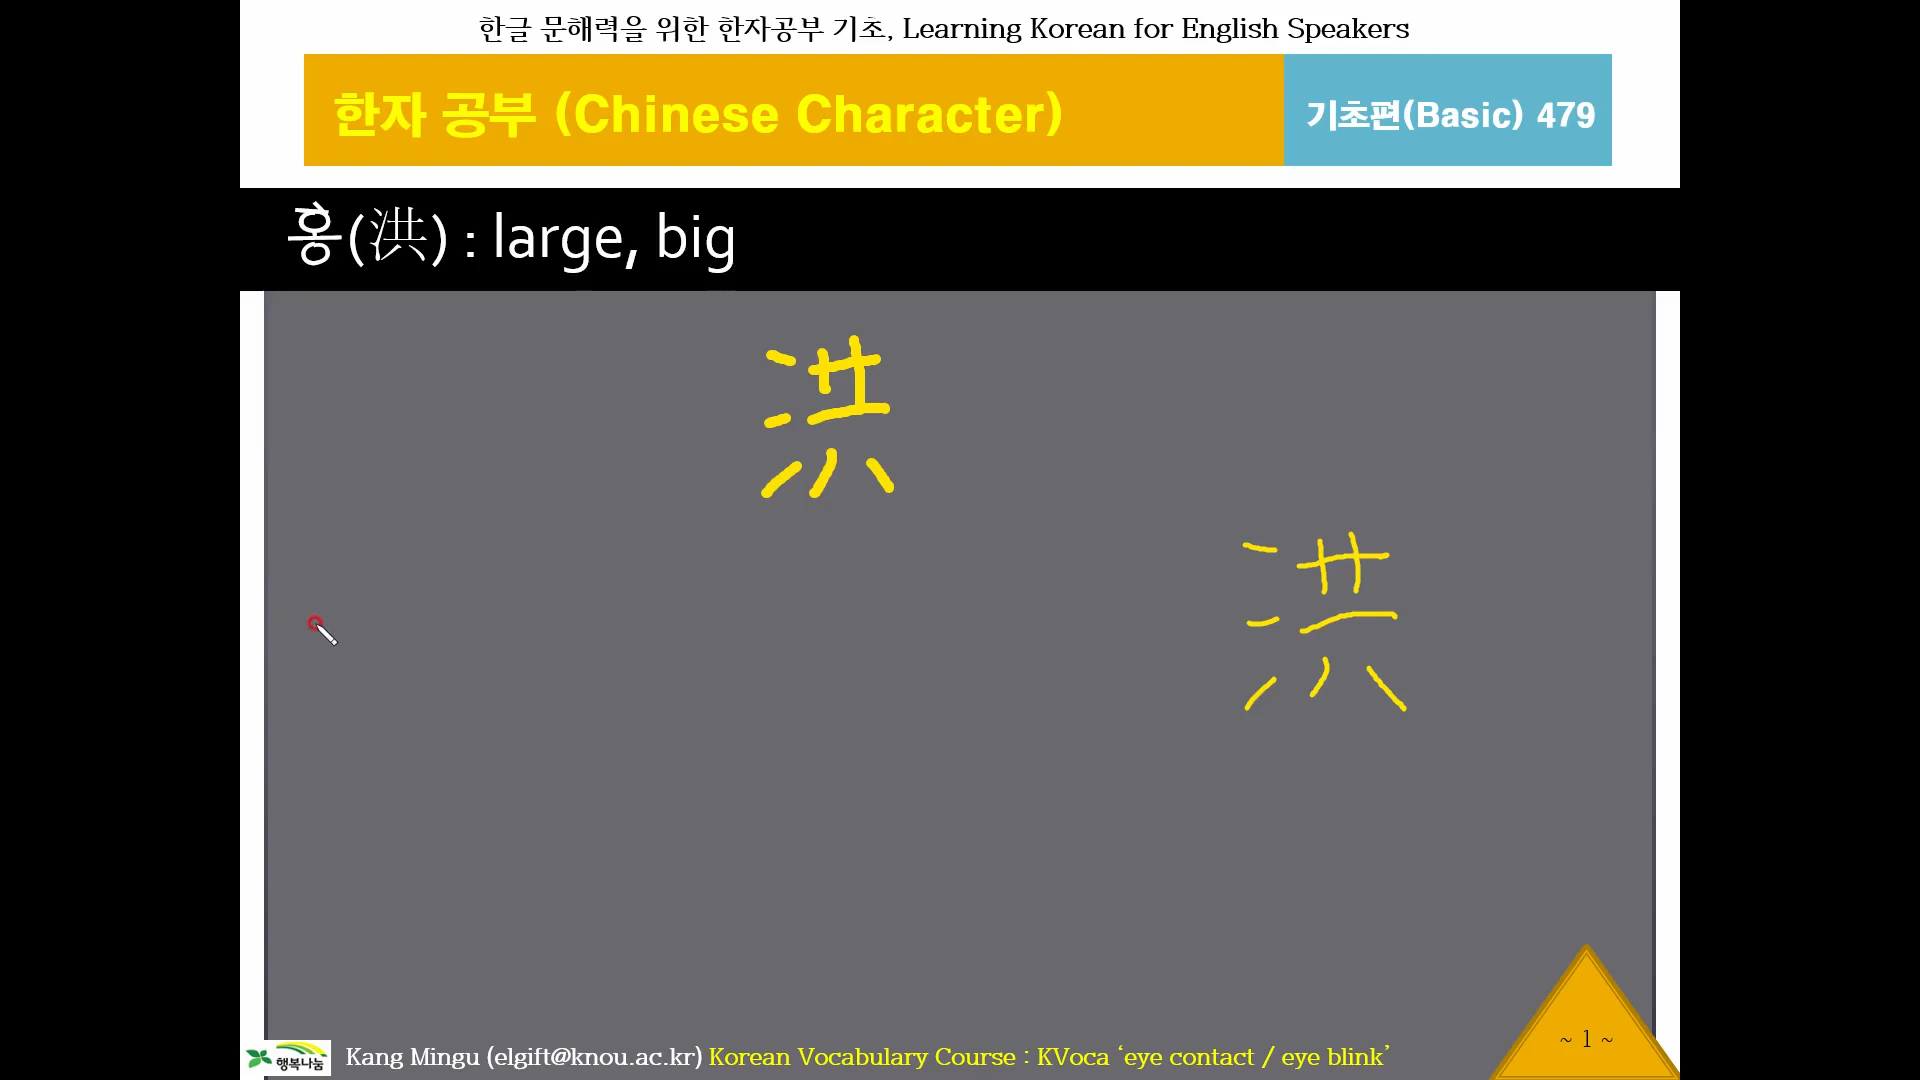 한글 문해력을 위한 한자공부 기초, Learning Korean for English Speakers
한자 공부 (Chinese Character)
기초편(Basic) 479
홍(洪) : large, big
洪
洪
행복나눔
Kang Mingu (elgift@knou.ac.kr) Korean Vocabulary Course : KVoca ‘eye contact / eye blink’
~ 1 ~